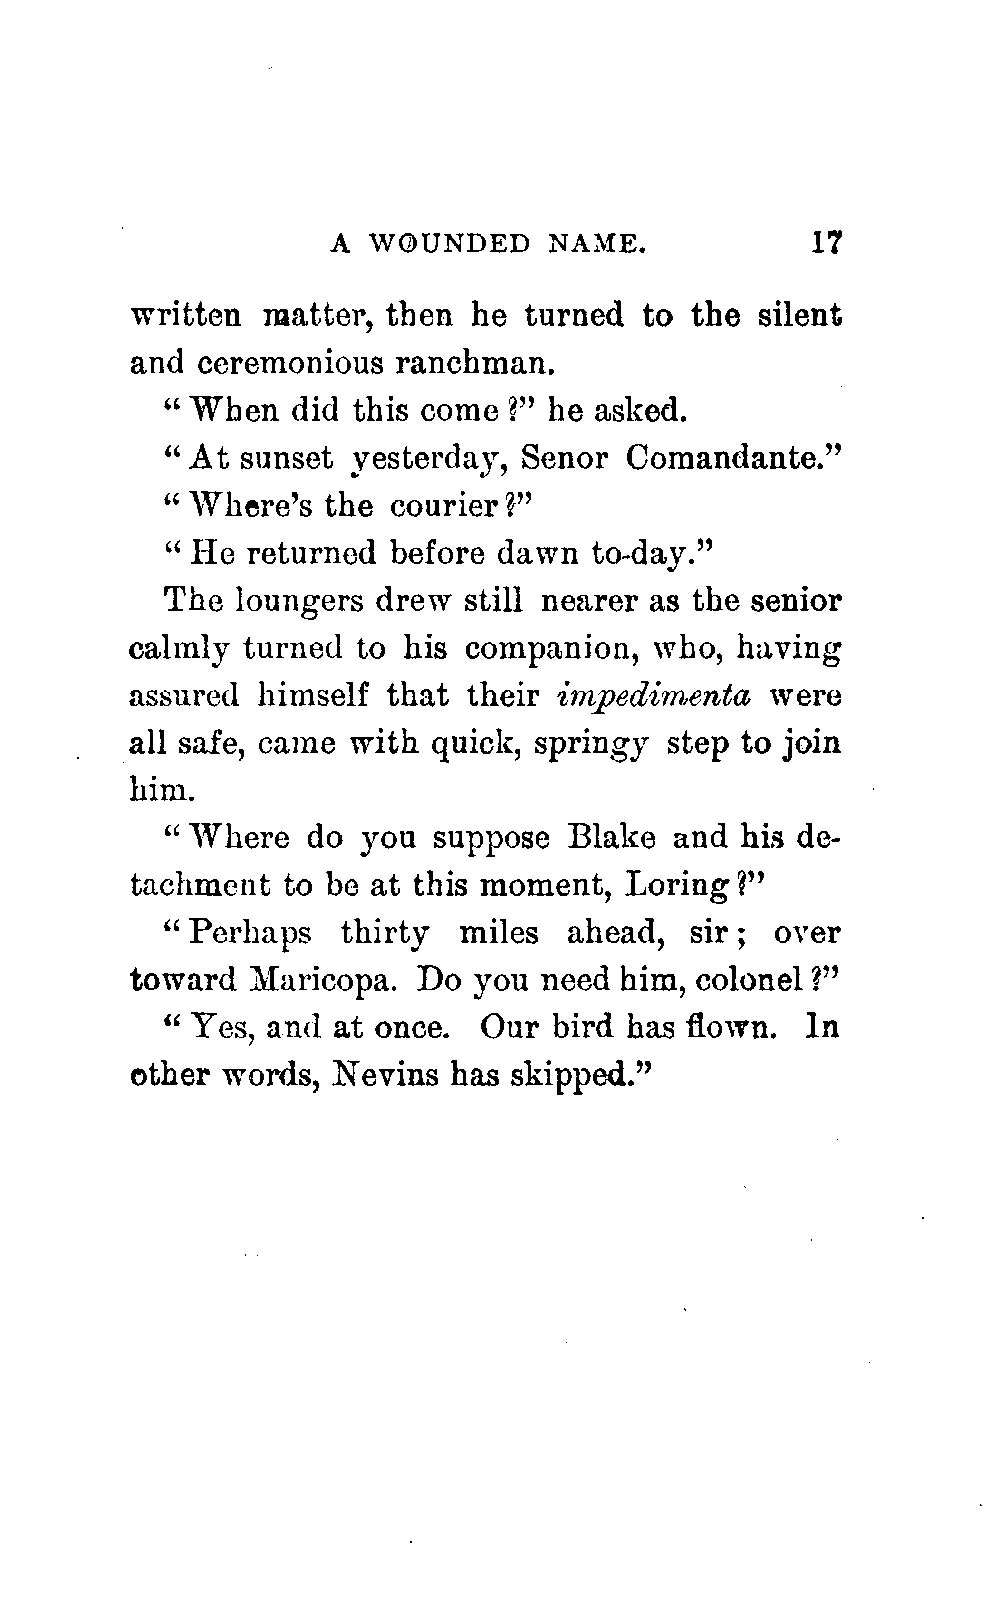 A WOUNDED NAME. 17
written matter, then he turned to the silent
and ceremonious ranchman.
"When did this come?" he asked.
"At sunset yesterday, Senor Comandante."
"Where's the courier?"
"He returned before dawn to-day."
The loungers drew still nearer as the senior
calmly turned to his companion, who, having
assured himself that their impedimenta were
all safe, came with quick, springy step to join
him.
"Where do you suppose Blake and his de-
tachment to be at this moment, Loring?"
"Perhaps thirty miles ahead, sir; over
toward Maricopa. Do you need him, colonel?"
"Yes, and at once. Our bird has flown. In
other words, Nevins has skipped."